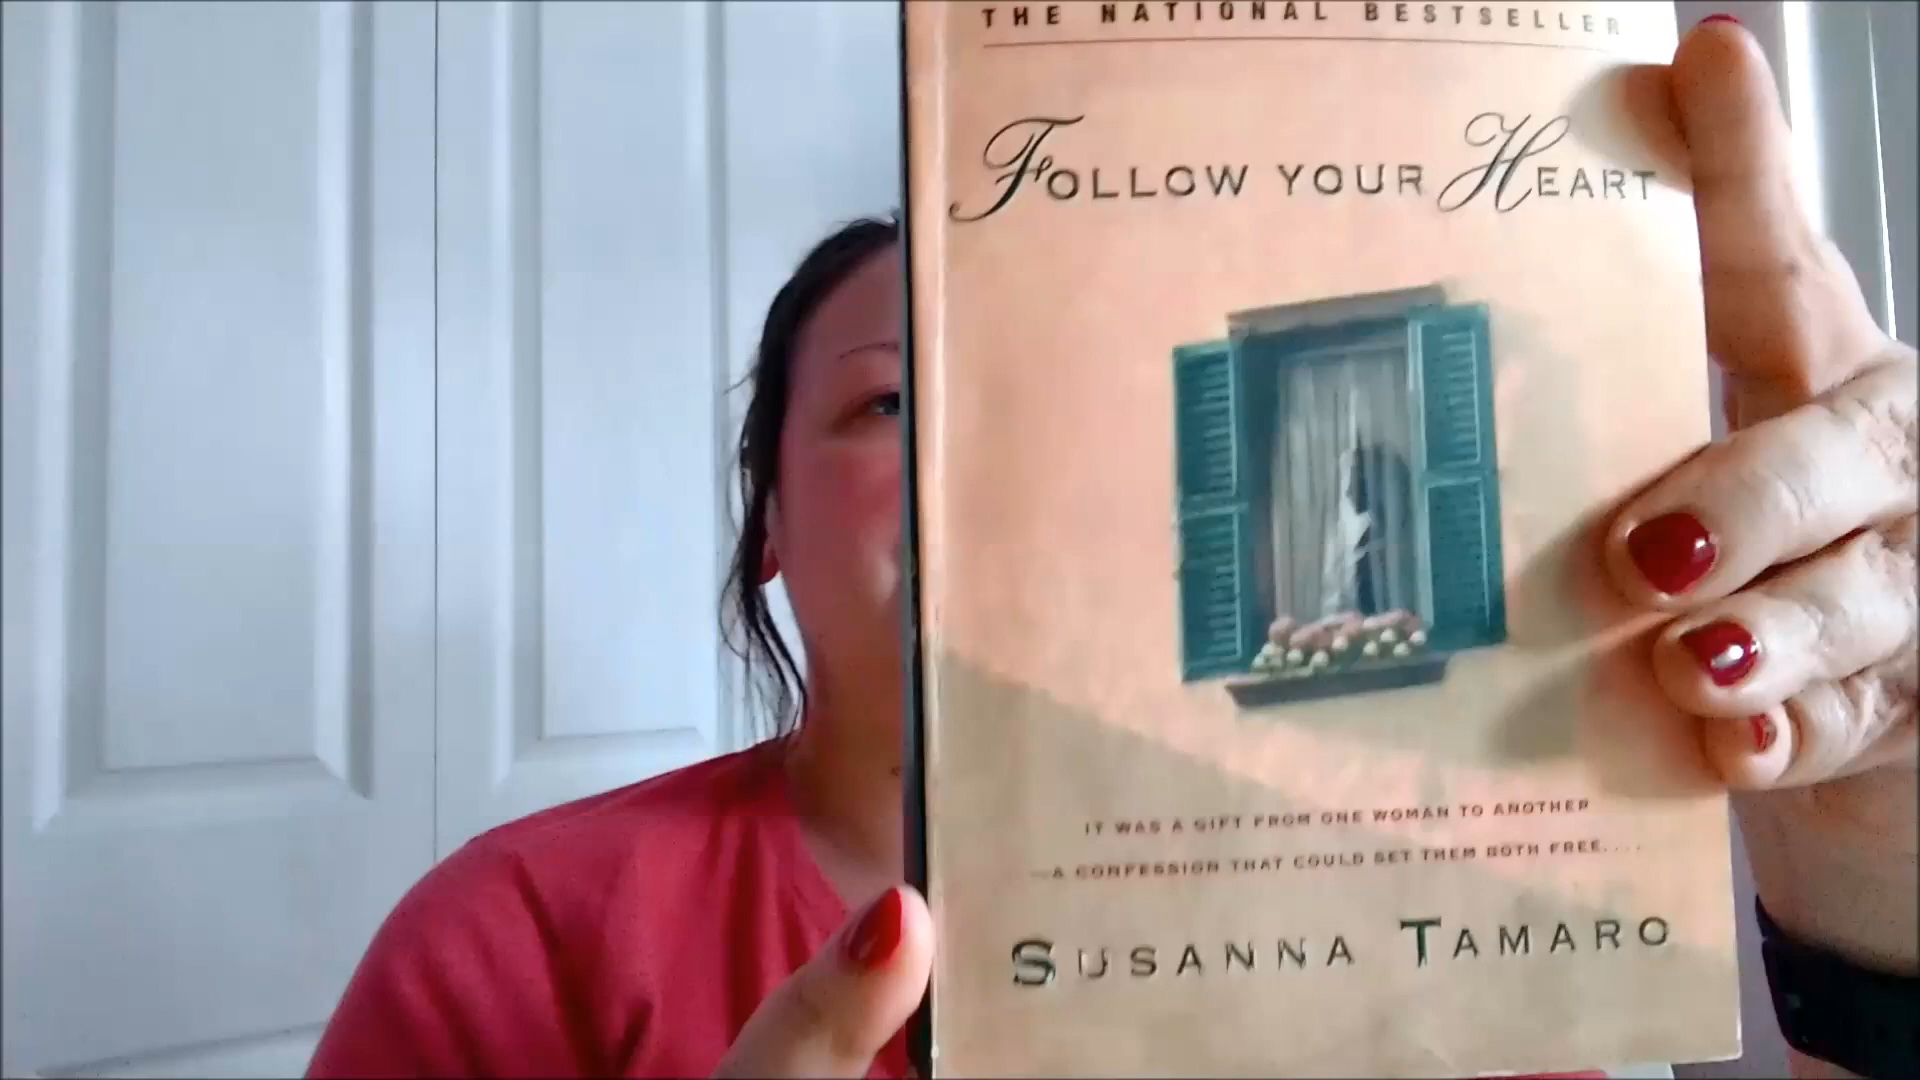 THE NATIONAL BESTSELLER
FOLLOW YOUR HEART
IT WAS A GIFT FROM ONE WOMAN TO ANOTHER
—A CONFESSION THAT COULD SET THEM BOTH FREE....
SUSANNA TAMARO